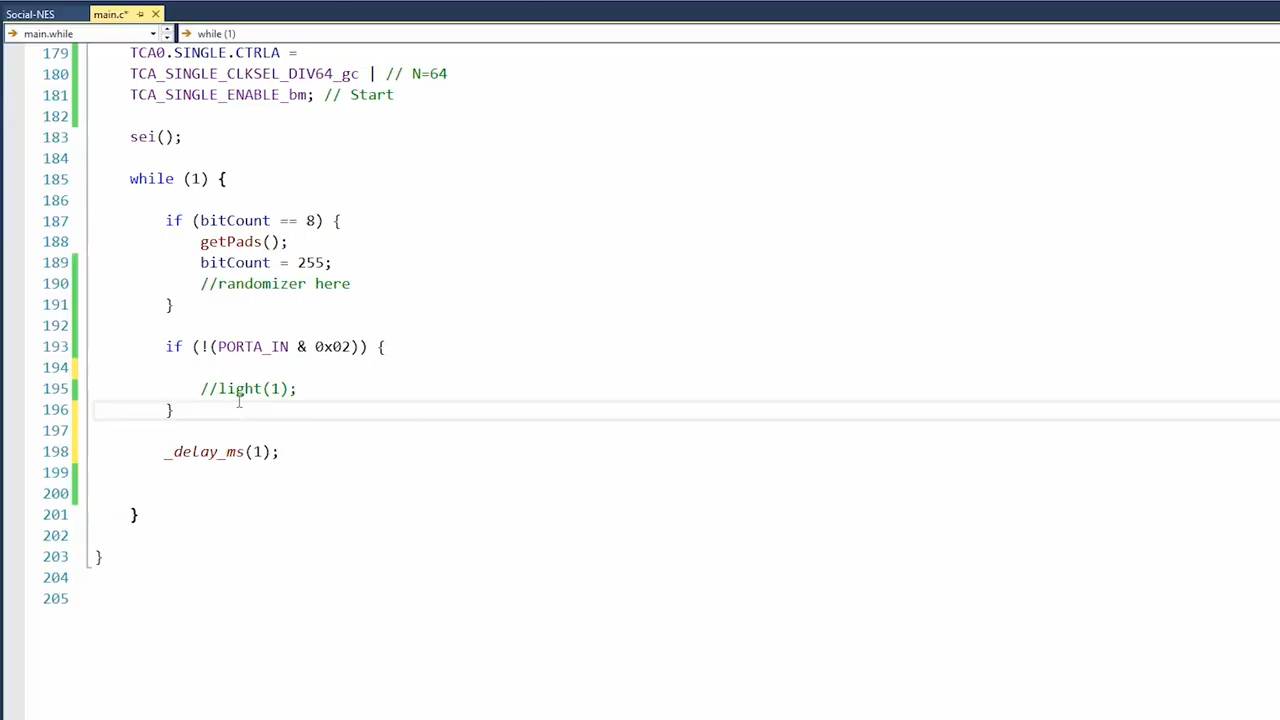 Social-NES main.c*
main.while while (1)
179 TCA0.SINGLE.CTRLA =
180 TCA_SINGLE_CLKSEL_DIV64_gc | // N=64
181 TCA_SINGLE_ENABLE_bm; // Start
182
183 sei();
184
185 while (1) {
186
187 if (bitCount == 8) {
188 getPads();
189 bitCount = 255;
190 //randomizer here
191 }
192
193 if (!(PORTA_IN & 0x02)) {
194
195 //light(1);
196 }
197
198 _delay_ms(1);
199
200
201 }
202
203 }
204
205